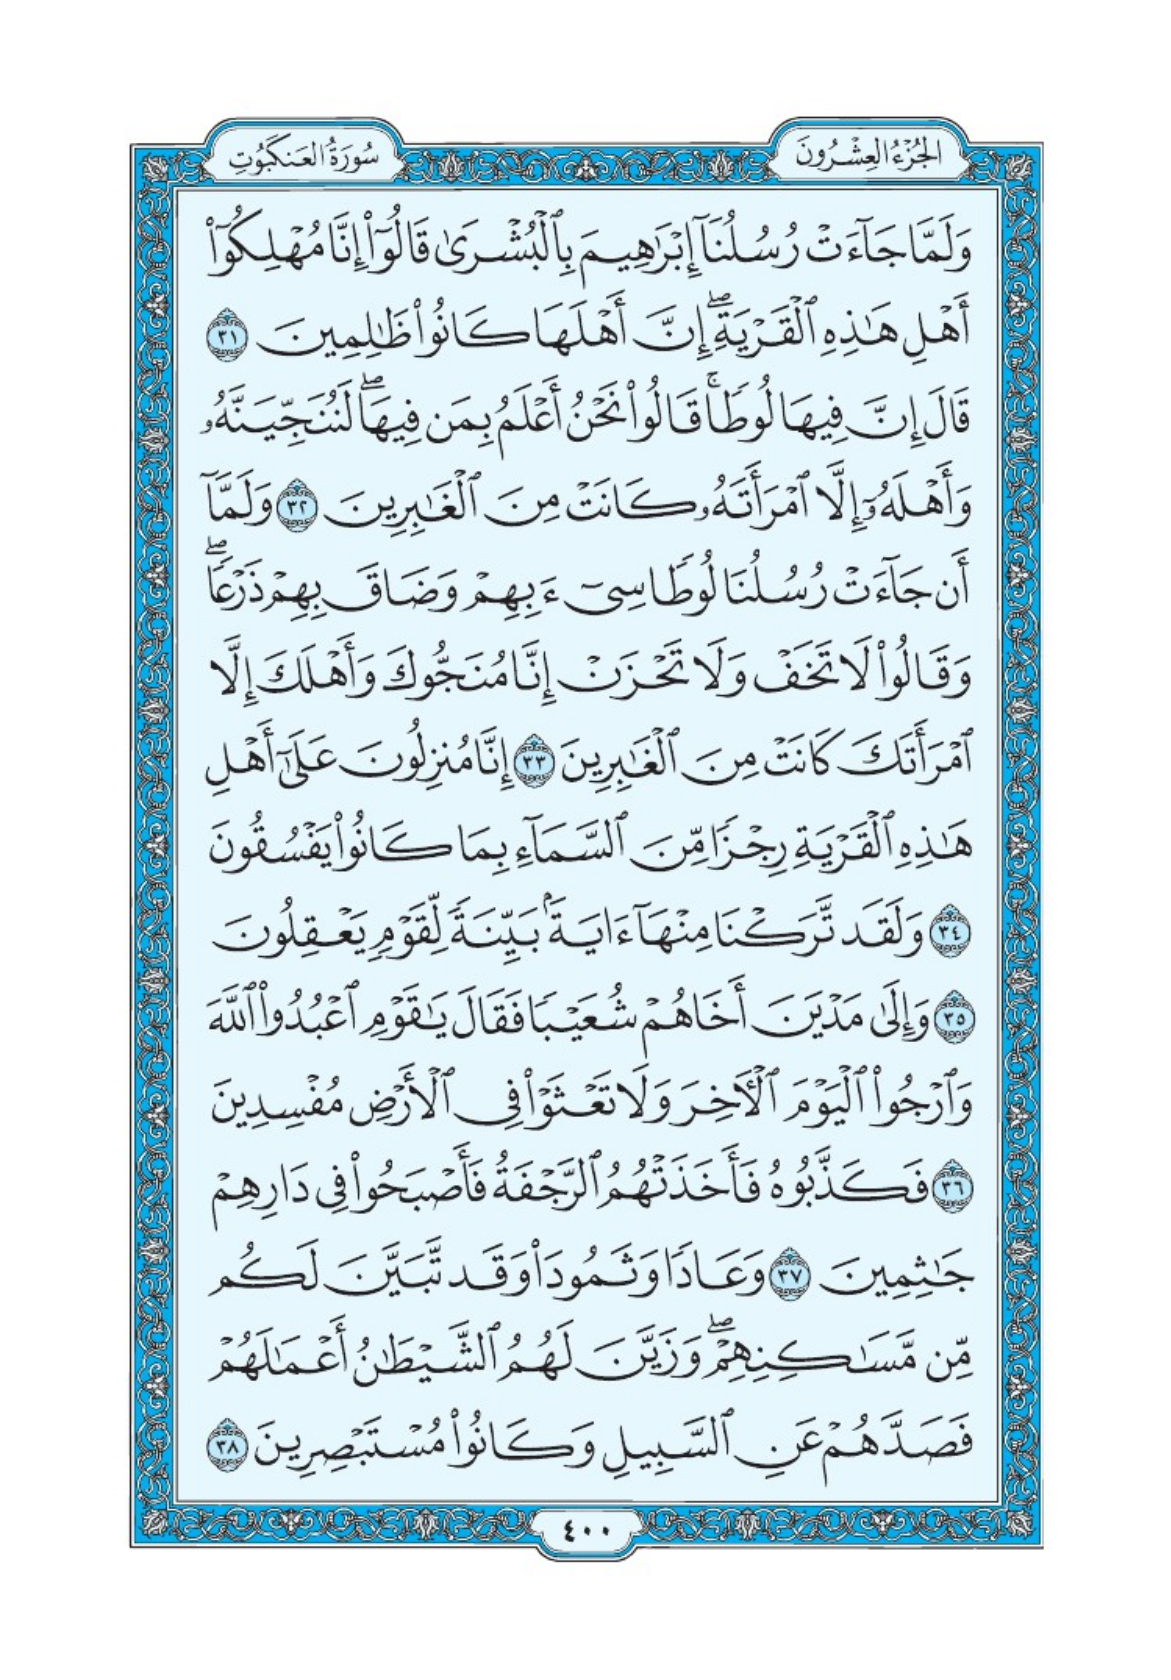 الجُزْءُ العِشْرُونَ
سُورَةُ العَنكَبُوتِ
وَلَمَّا جَآءَتْ رُسُلُنَآ إِبْرَٰهِيمَ بِٱلْبُشْرَىٰ قَالُوٓا۟ إِنَّا مُهْلِكُوٓا۟
أَهْلِ هَٰذِهِ ٱلْقَرْيَةِۖ إِنَّ أَهْلَهَا كَانُوا۟ ظَٰلِمِينَ ٣١
قَالَ إِنَّ فِيهَا لُوطًاۚ قَالُوا۟ نَحْنُ أَعْلَمُ بِمَن فِيهَاۖ لَنُنَجِّيَنَّهُۥ
وَأَهْلَهُۥٓ إِلَّا ٱمْرَأَتَهُۥ كَانَتْ مِنَ ٱلْغَٰبِرِينَ ٣٢ وَلَمَّآ
أَن جَآءَتْ رُسُلُنَا لُوطًا سِىٓءَ بِهِمْ وَضَاقَ بِهِمْ ذَرْعًاۖ
وَقَالُوا۟ لَا تَخَفْ وَلَا تَحْزَنْ إِنَّا مُنَجُّوكَ وَأَهْلَكَ إِلَّا
ٱمْرَأَتَكَ كَانَتْ مِنَ ٱلْغَٰبِرِينَ ٣٣ إِنَّا مُنزِلُونَ عَلَىٰٓ أَهْلِ
هَٰذِهِ ٱلْقَرْيَةِ رِجْزًا مِّنَ ٱلسَّمَآءِ بِمَا كَانُوا۟ يَفْسُقُونَ
٣٤ وَلَقَد تَّرَكْنَا مِنْهَآ ءَايَةًۢ بَيِّنَةً لِّقَوْمٍ يَعْقِلُونَ
٣٥ وَإِلَىٰ مَدْيَنَ أَخَاهُمْ شُعَيْبًا فَقَالَ يَٰقَوْمِ ٱعْبُدُوا۟ ٱللَّهَ
وَٱرْجُوا۟ ٱلْيَوْمَ ٱلْءَاخِرَ وَلَا تَعْثَوْا۟ فِى ٱلْأَرْضِ مُفْسِدِينَ
٣٦ فَكَذَّبُوهُ فَأَخَذَتْهُمُ ٱلرَّجْفَةُ فَأَصْبَحُوا۟ فِى دَارِهِمْ
جَٰثِمِينَ ٣٧ وَعَادًا وَثَمُودَا۟ وَقَد تَّبَيَّنَ لَكُم
مِّن مَّسَٰكِنِهِمْۖ وَزَيَّنَ لَهُمُ ٱلشَّيْطَٰنُ أَعْمَٰلَهُمْ
فَصَدَّهُمْ عَنِ ٱلسَّبِيلِ وَكَانُوا۟ مُسْتَبْصِرِينَ ٣٨
٤٠٠